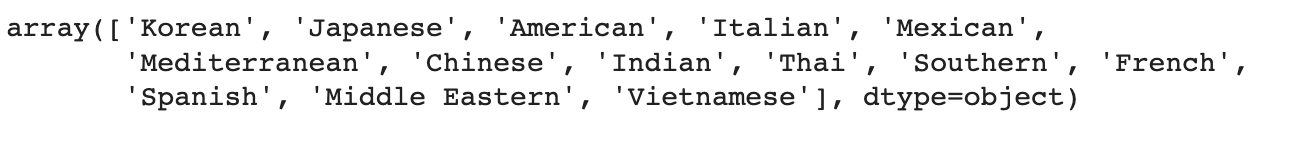 array(['Korean', 'Japanese', 'American', 'Italian', 'Mexican',
'Mediterranean', 'Chinese', 'Indian', 'Thai', 'Southern', 'French',
'Spanish', 'Middle Eastern', 'Vietnamese'], dtype=object)